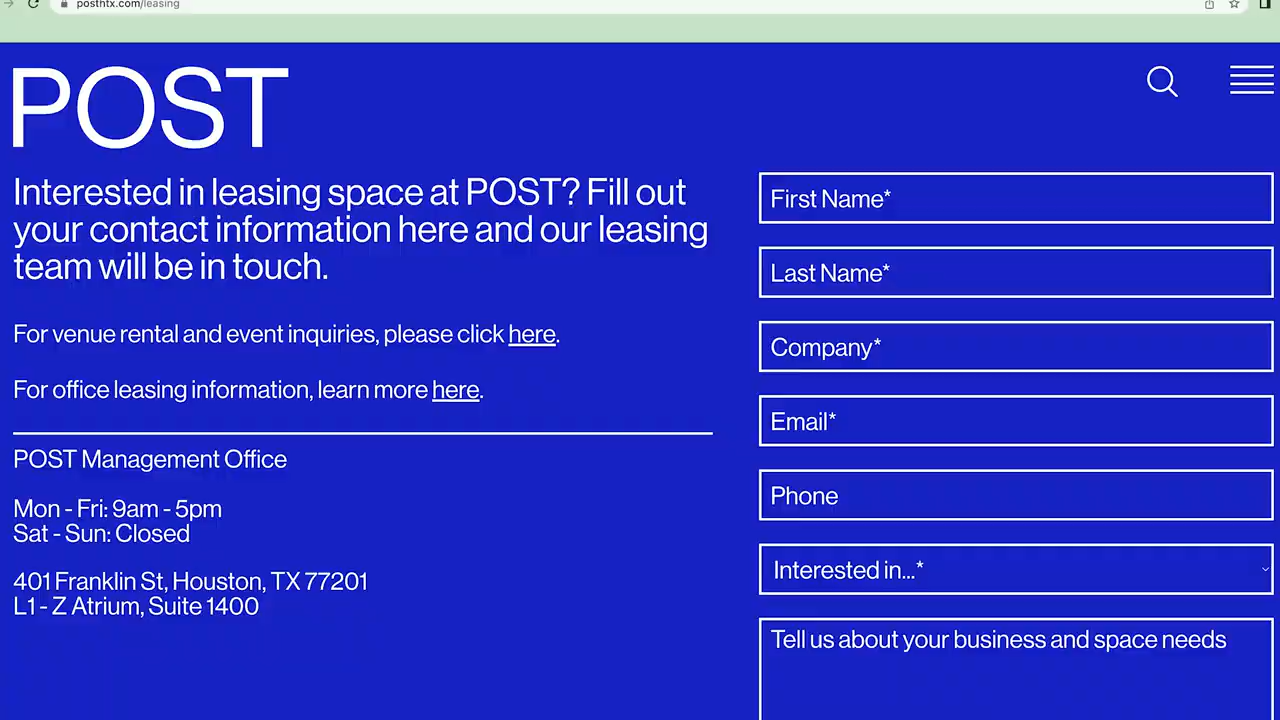 posthtx.com/leasing
POST
Interested in leasing space at POST? Fill out
your contact information here and our leasing
team will be in touch.
For venue rental and event inquiries, please click here.
For office leasing information, learn more here.
POST Management Office
Mon - Fri: 9am - 5pm
Sat - Sun: Closed
401 Franklin St, Houston, TX 77201
L1 - Z Atrium, Suite 1400
First Name*
Last Name*
Company*
Email*
Phone
Interested in...*
Tell us about your business and space needs